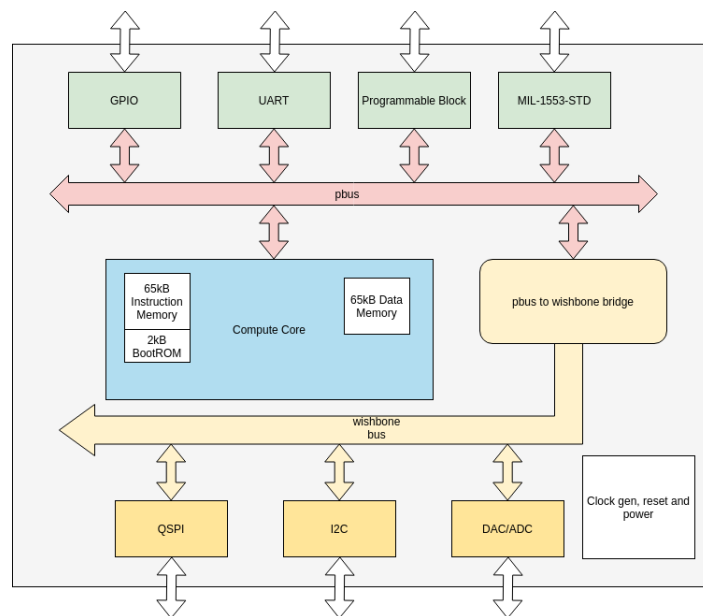 GPIO
UART
Programmable Block
MIL-1553-STD
pbus
65kB
Instruction
Memory
2kB
BootROM
Compute Core
65kB Data
Memory
pbus to wishbone bridge
wishbone
bus
QSPI
I2C
DAC/ADC
Clock gen, reset and
power